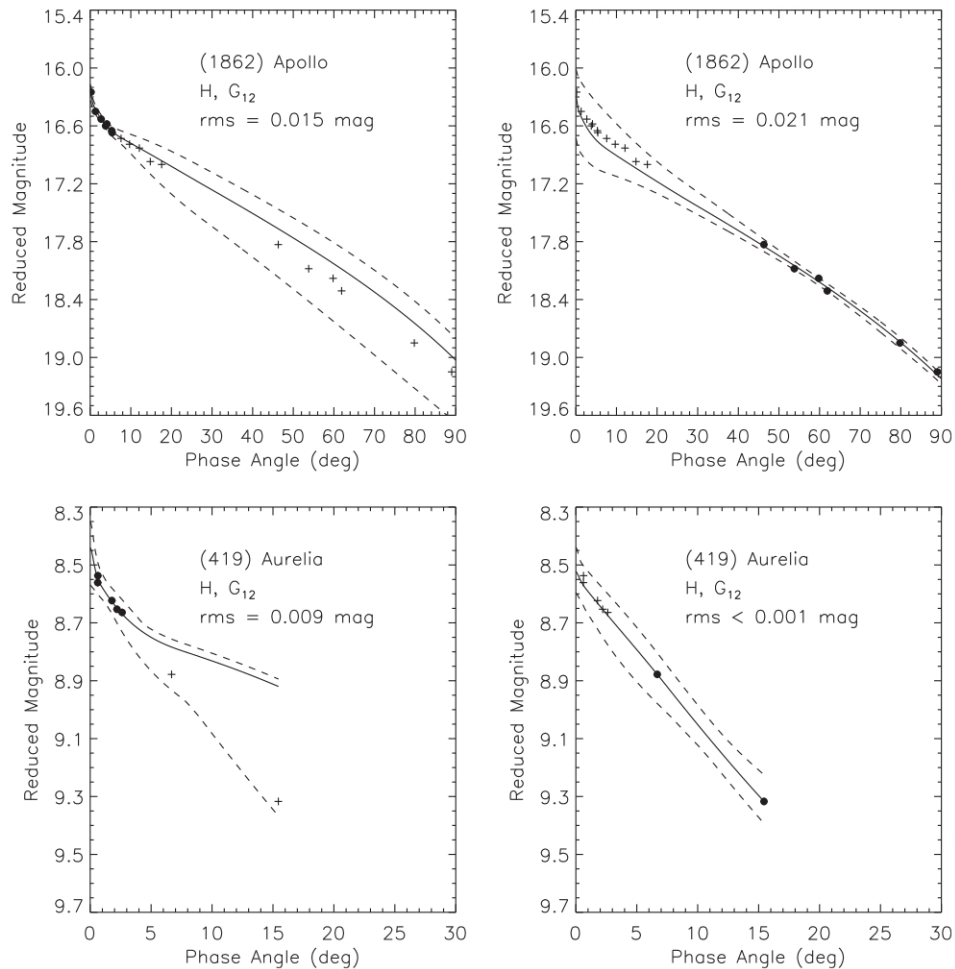 15.4
16.0
16.6
17.2
17.8
18.4
19.0
19.6
Reduced Magnitude
(1862) Apollo
H, G12
rms = 0.015 mag
0 10 20 30 40 50 60 70 80 90
Phase Angle (deg)
15.4
16.0
16.6
17.2
17.8
18.4
19.0
19.6
Reduced Magnitude
(1862) Apollo
H, G12
rms = 0.021 mag
0 10 20 30 40 50 60 70 80 90
Phase Angle (deg)
8.3
8.5
8.7
8.9
9.1
9.3
9.5
9.7
Reduced Magnitude
(419) Aurelia
H, G12
rms = 0.009 mag
0 5 10 15 20 25 30
Phase Angle (deg)
8.3
8.5
8.7
8.9
9.1
9.3
9.5
9.7
Reduced Magnitude
(419) Aurelia
H, G12
rms < 0.001 mag
0 5 10 15 20 25 30
Phase Angle (deg)